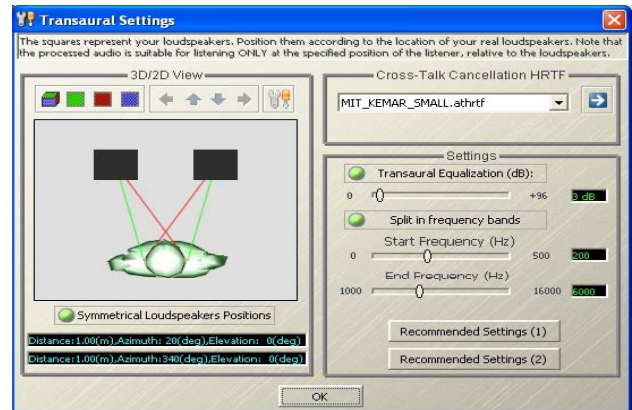 Transaural Settings
The squares represent your loudspeakers. Position them according to the location of your real loudspeakers. Note that
the processed audio is suitable for listening ONLY at the specified position of the listener, relative to the loudspeakers.
3D/2D View
Symmetrical Loudspeakers Positions
Distance:1.00(m),Azimuth: 20(deg),Elevation: 0(deg)
Distance:1.00(m),Azimuth:340(deg),Elevation: 0(deg)
Cross-Talk Cancellation HRTF
MIT_KEMAR_SMALL.athrtf
Settings
Transaural Equalization (dB):
0 +96 3 dB
Split in frequency bands
Start Frequency (Hz)
0 500 200
End Frequency (Hz)
1000 16000 6000
Recommended Settings (1)
Recommended Settings (2)
OK